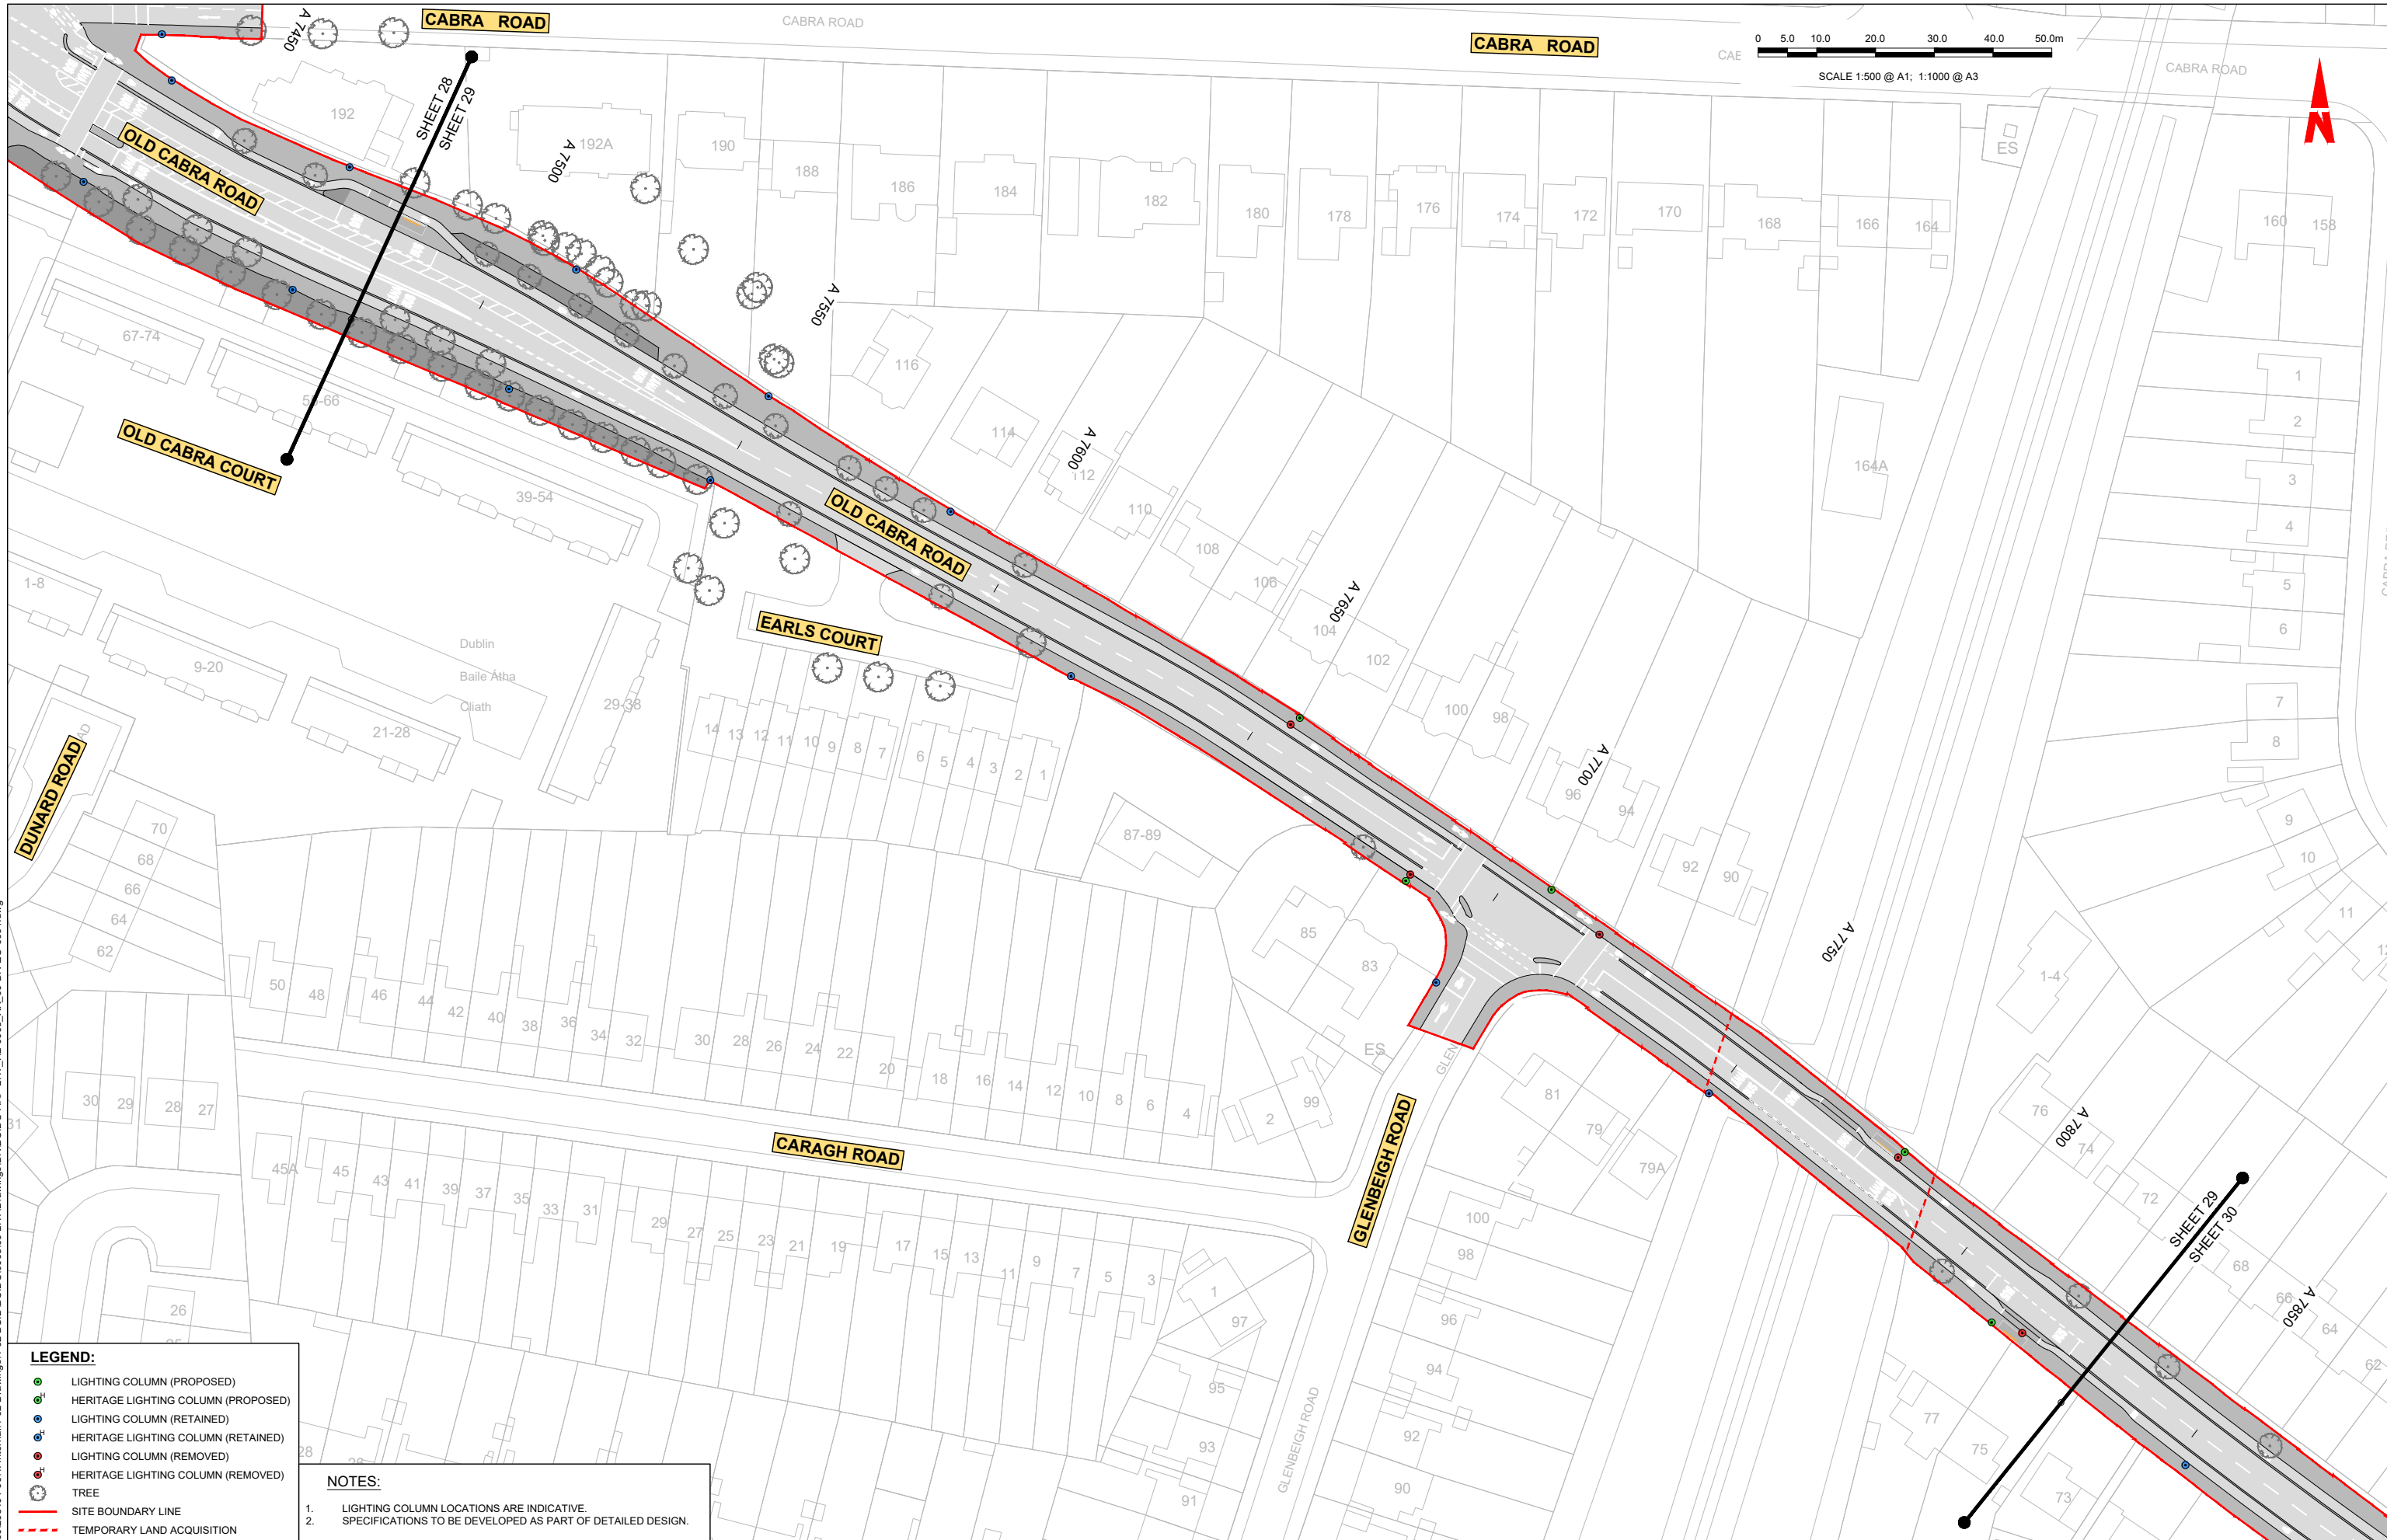 CABRA ROAD
CABRA ROAD
CABRA ROAD
CABRA ROAD
0 5.0 10.0 20.0 30.0 40.0 50.0m
SCALE 1:500 @ A1; 1:1000 @ A3
N
A 7450
SHEET 28
SHEET 29
A 7500
A 7550
A 7600
A 7650
A 7700
A 7750
A 7800
A 7850
OLD CABRA ROAD
192
192A
190
188
186
184
182
180
178
176
174
172
170
168
166
164
ES
160
158
67-74
39-54
OLD CABRA COURT
116
114
112
110
108
106
104
102
100
98
96
94
92
90
164A
1
2
3
4
5
6
7
8
9
10
11
1-4
OLD CABRA ROAD
EARLS COURT
1-8
9-20
21-28
29-38
Dublin
Baile Átha
Cliath
14
13
12
11
10
9
8
7
6
5
4
3
2
1
87-89
85
83
DUNARD ROAD
70
68
66
64
62
50
48
46
44
42
40
38
36
34
32
30
28
26
24
22
20
18
16
14
12
10
8
6
4
2
99
ES
30
29
28
27
31
CARAGH ROAD
45A
45
43
41
39
37
35
33
31
29
27
25
23
21
19
17
15
13
11
9
7
5
3
1
97
95
93
91
GLENBEIGH ROAD
GLENBEIGH ROAD
81
79
79A
100
98
96
94
92
90
76
74
72
68
66
64
62
SHEET 29
SHEET 30
77
75
73
26
28
LEGEND:
LIGHTING COLUMN (PROPOSED)
H HERITAGE LIGHTING COLUMN (PROPOSED)
LIGHTING COLUMN (RETAINED)
H HERITAGE LIGHTING COLUMN (RETAINED)
LIGHTING COLUMN (REMOVED)
H HERITAGE LIGHTING COLUMN (REMOVED)
TREE
SITE BOUNDARY LINE
TEMPORARY LAND ACQUISITION
NOTES:
1. LIGHTING COLUMN LOCATIONS ARE INDICATIVE.
2. SPECIFICATIONS TO BE DEVELOPED AS PART OF DETAILED DESIGN.